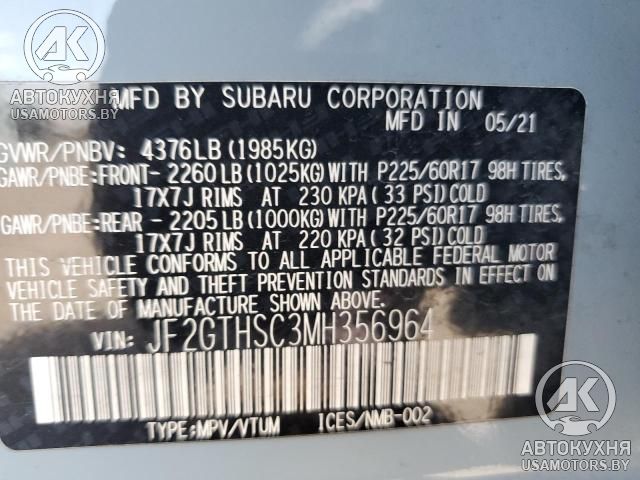 AK
АВТОКУХНЯ
USAMOTORS.BY
MFD BY SUBARU CORPORATION
MFD IN 05/21
GVWR/PNBV: 4376LB (1985KG)
GAWR/PNBE:FRONT- 2260 LB (1025KG) WITH P225/60R17 98H TIRES,
17X7J RIMS AT 230 KPA (33 PSI) COLD
GAWR/PNBE:REAR - 2205 LB (1000KG) WITH P225/60R17 98H TIRES,
17X7J RIMS AT 220 KPA (32 PSI) COLD
THIS VEHICLE CONFORMS TO ALL APPLICABLE FEDERAL MOTOR
VEHICLE SAFETY AND THEFT PREVENTION STANDARDS IN EFFECT ON
THE DATE OF MANUFACTURE SHOWN ABOVE.
VIN: JF2GTHSC3MH356964
TYPE:MPV/VTUM ICES/NMB-002
AK
АВТОКУХНЯ
USAMOTORS.BY